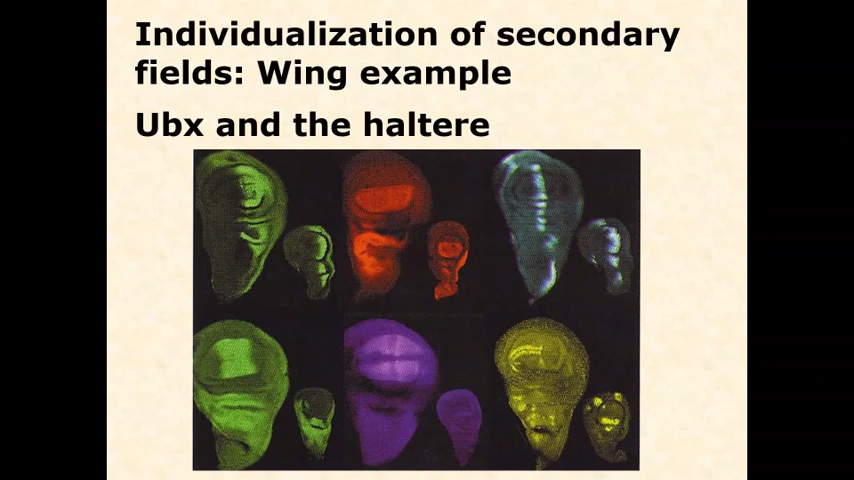 Individualization of secondary
fields: Wing example
Ubx and the haltere